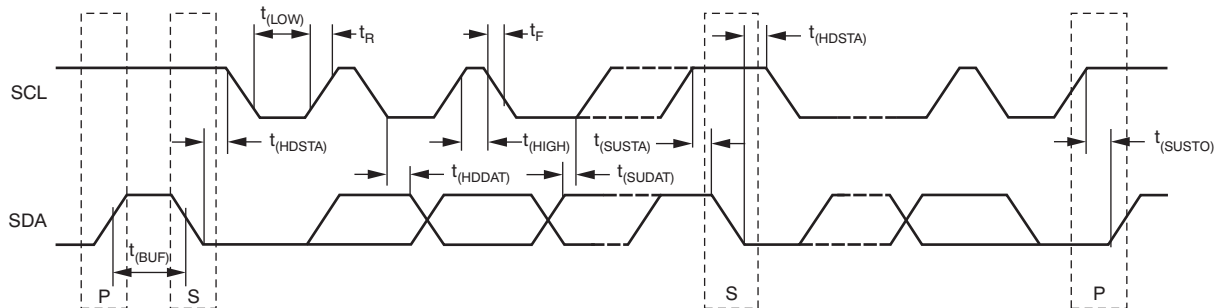 t(LOW)
tR
tF
t(HDSTA)
SCL
t(HDSTA)
t(HIGH)
t(SUSTA)
t(SUSTO)
t(HDDAT)
t(SUDAT)
SDA
t(BUF)
P
S
S
P